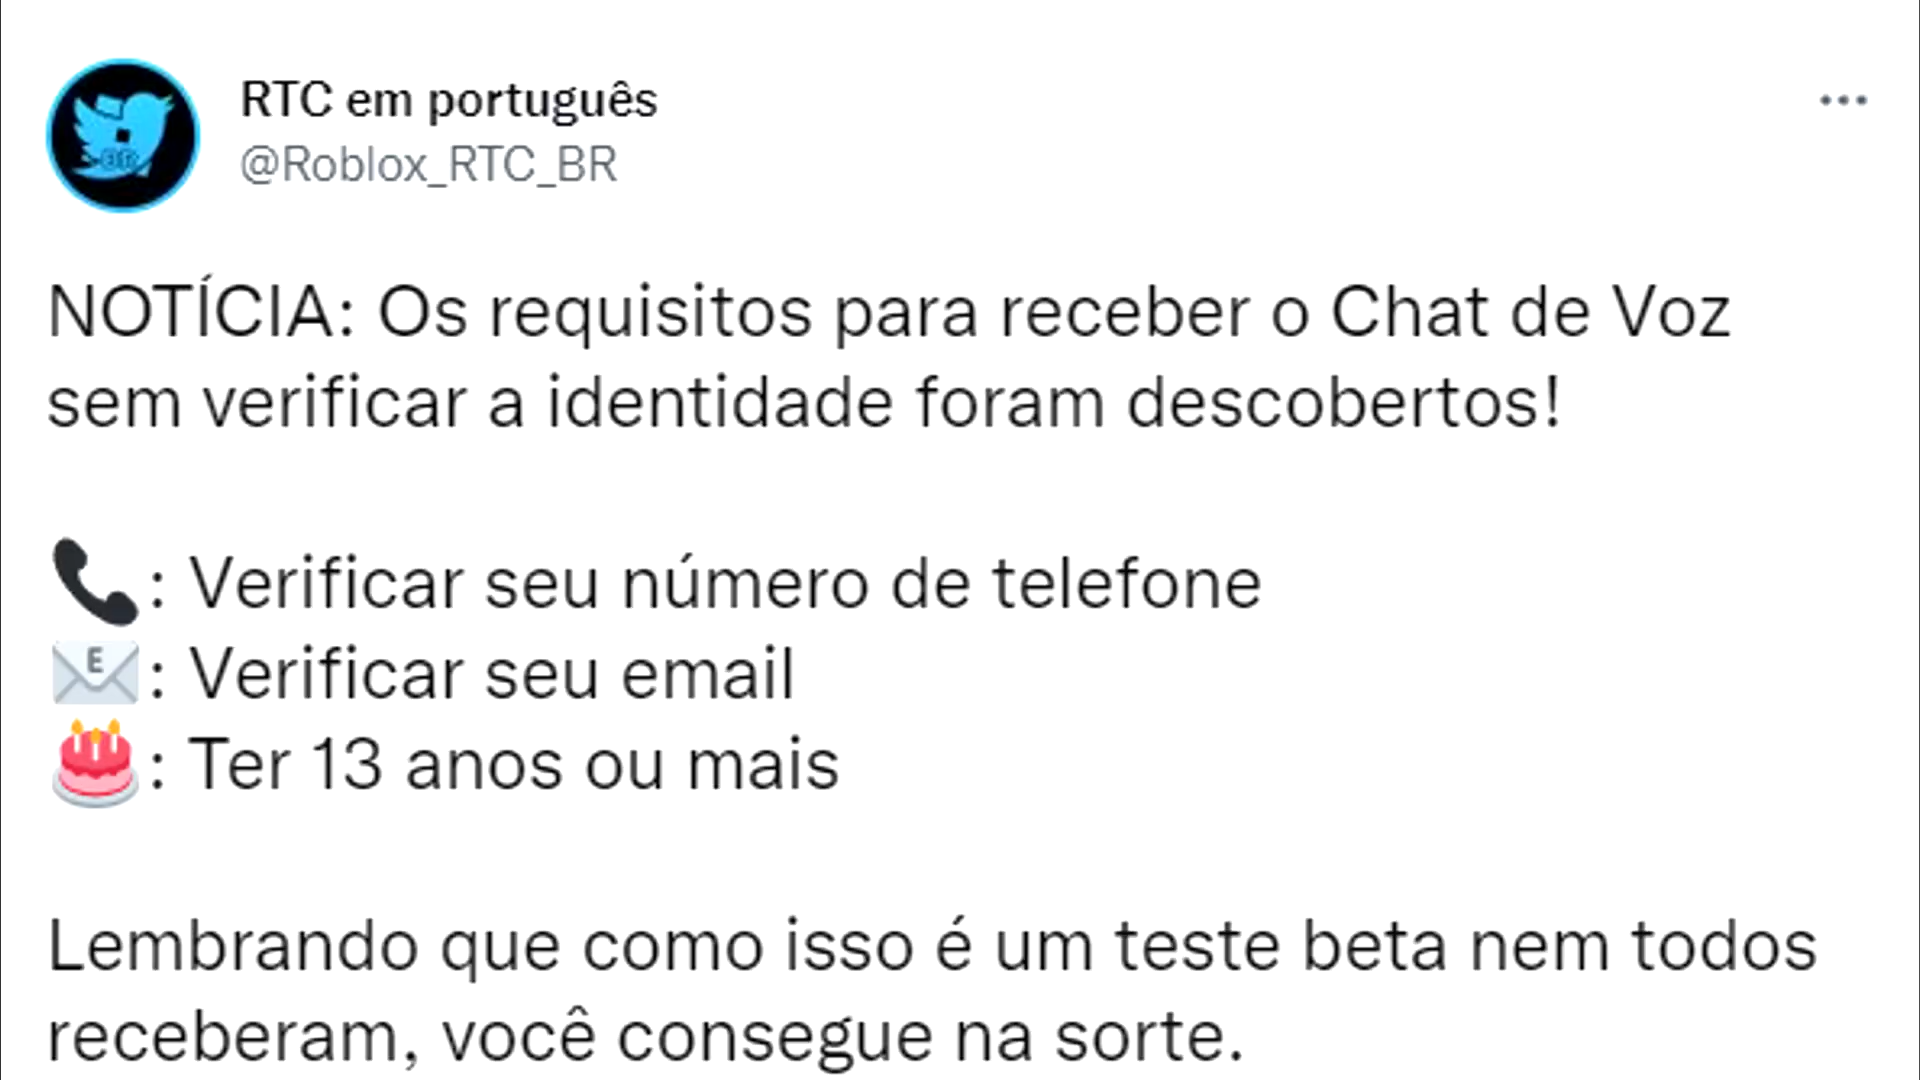 RTC em português
@Roblox_RTC_BR
NOTÍCIA: Os requisitos para receber o Chat de Voz
sem verificar a identidade foram descobertos!
📞: Verificar seu número de telefone
📧: Verificar seu email
🎂: Ter 13 anos ou mais
Lembrando que como isso é um teste beta nem todos
receberam, você consegue na sorte.